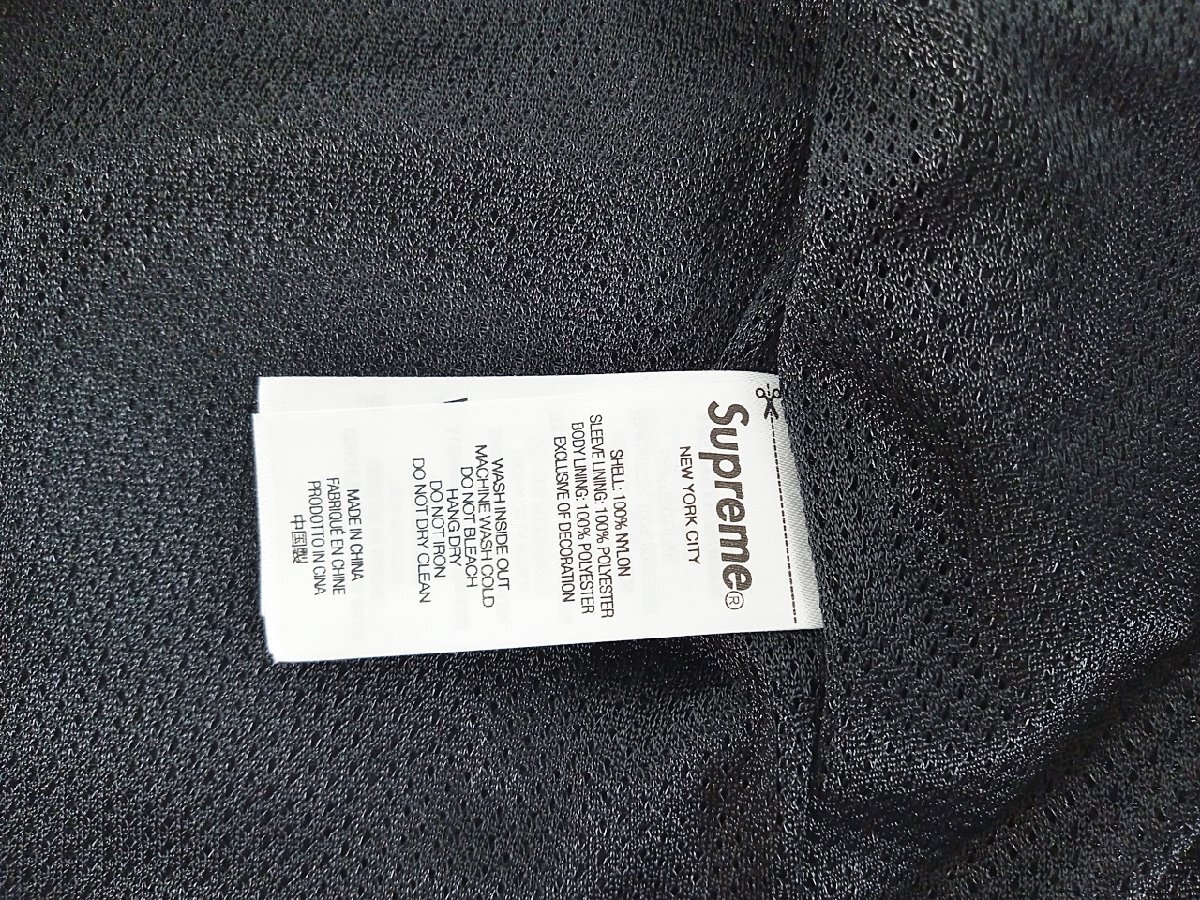 Supreme®
NEW YORK CITY
SHELL: 100% NYLON
SLEEVE LINING: 100% POLYESTER
BODY LINING: 100% POLYESTER
EXCLUSIVE OF DECORATION
WASH INSIDE OUT
MACHINE WASH COLD
DO NOT BLEACH
HANG DRY
DO NOT IRON
DO NOT DRY CLEAN
MADE IN CHINA
FABRIQUÉ EN CHINE
PRODOTTO IN CINA
中国製